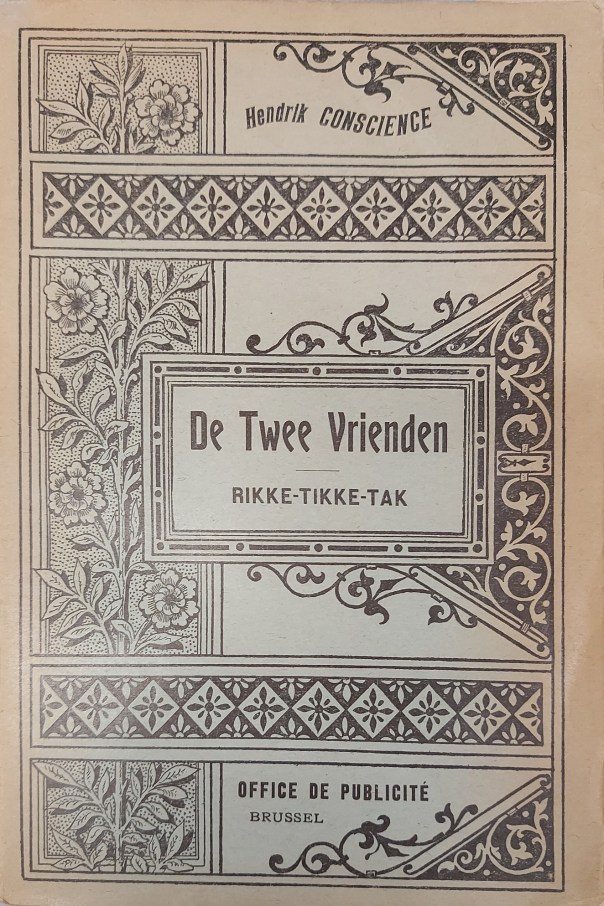 Hendrik CONSCIENCE
De Twee Vrienden
RIKKE-TIKKE-TAK
OFFICE DE PUBLICITÉ
BRUSSEL